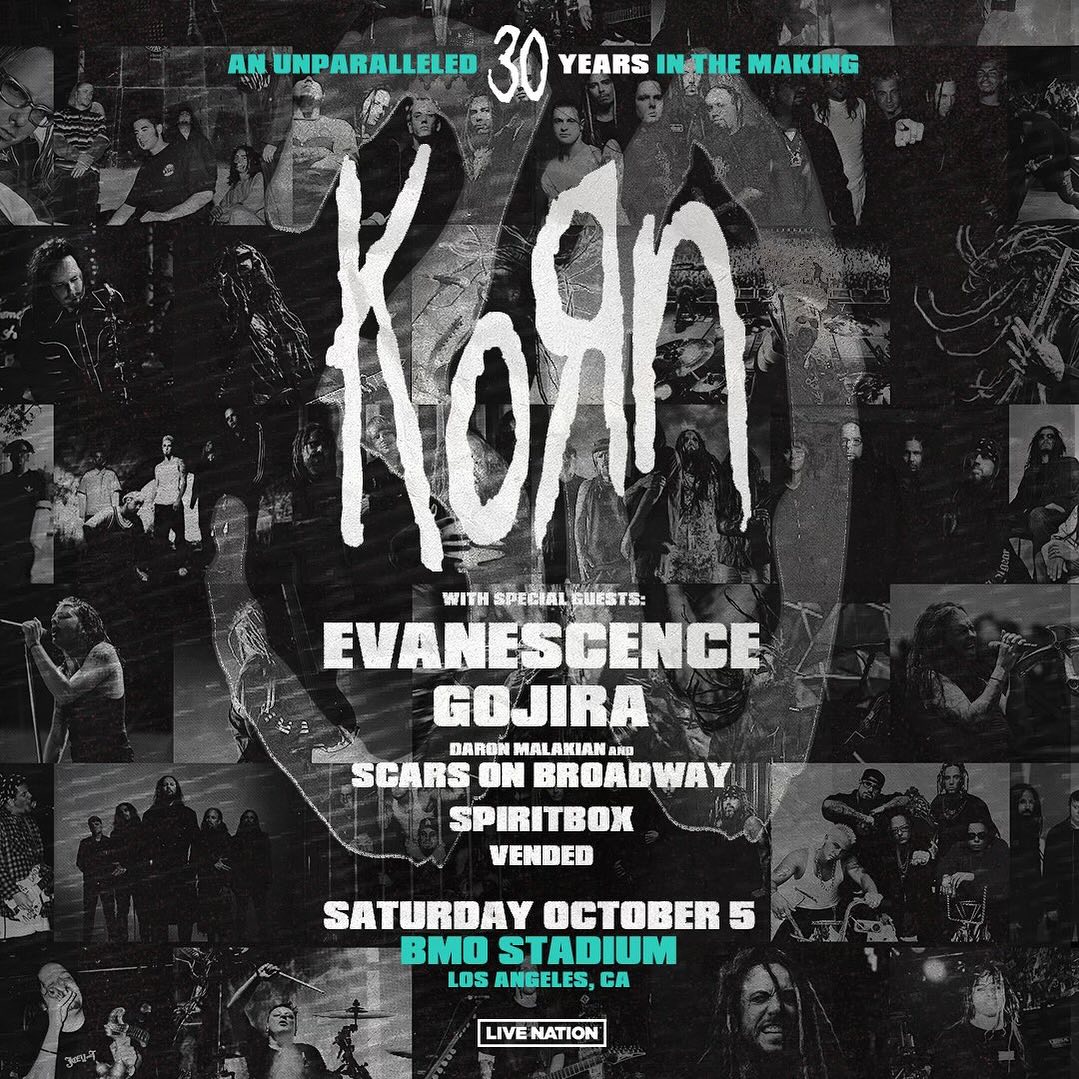 AN UNPARALLELED 30 YEARS IN THE MAKING
KoЯn
WITH SPECIAL GUESTS:
EVANESCENCE
GOJIRA
DARON MALAKIAN AND
SCARS ON BROADWAY
SPIRITBOX
VENDED
SATURDAY OCTOBER 5
BMO STADIUM
LOS ANGELES, CA
LIVE NATION